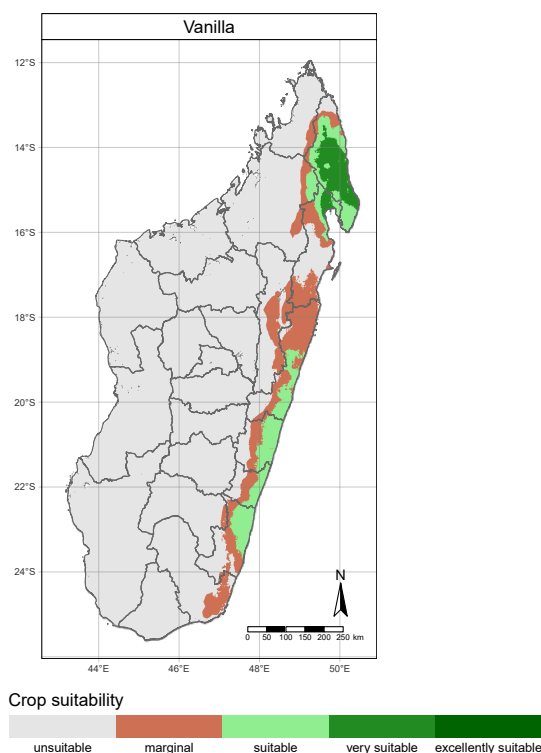 Vanilla
12°S
14°S
16°S
18°S
20°S
22°S
24°S
N
0 50 100 150 200 250 km
44°E 46°E 48°E 50°E
Crop suitability
unsuitable marginal suitable very suitable excellently suitable